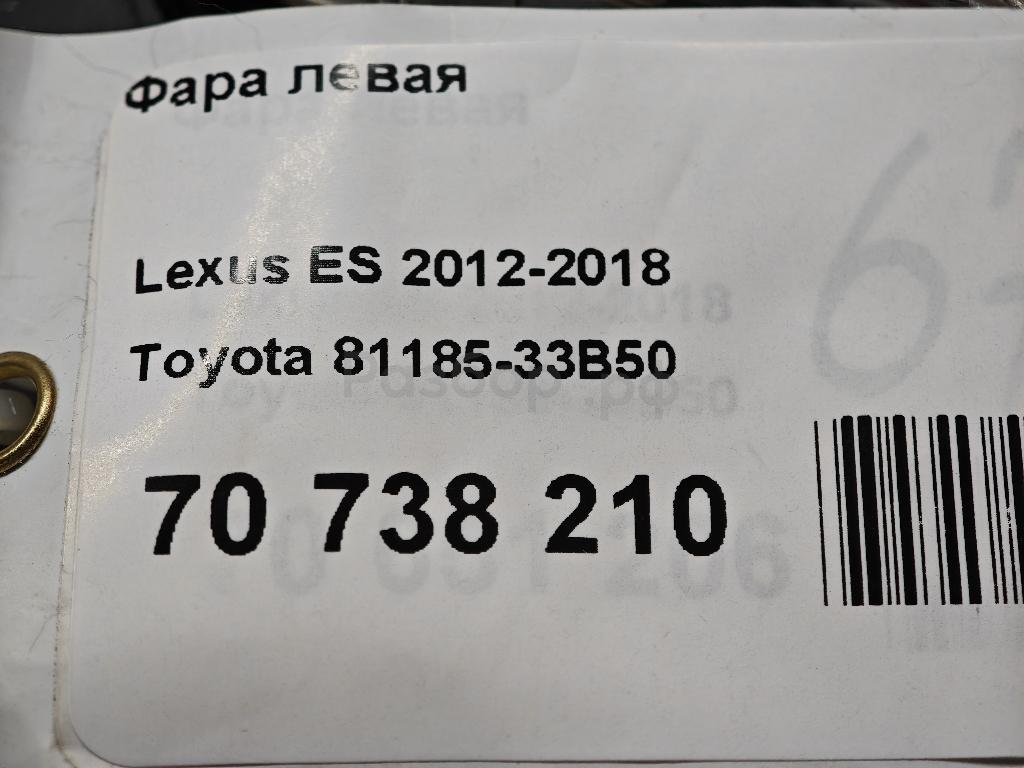 Фара левая
Lexus ES 2012-2018
Toyota 81185-33B50
70 738 210